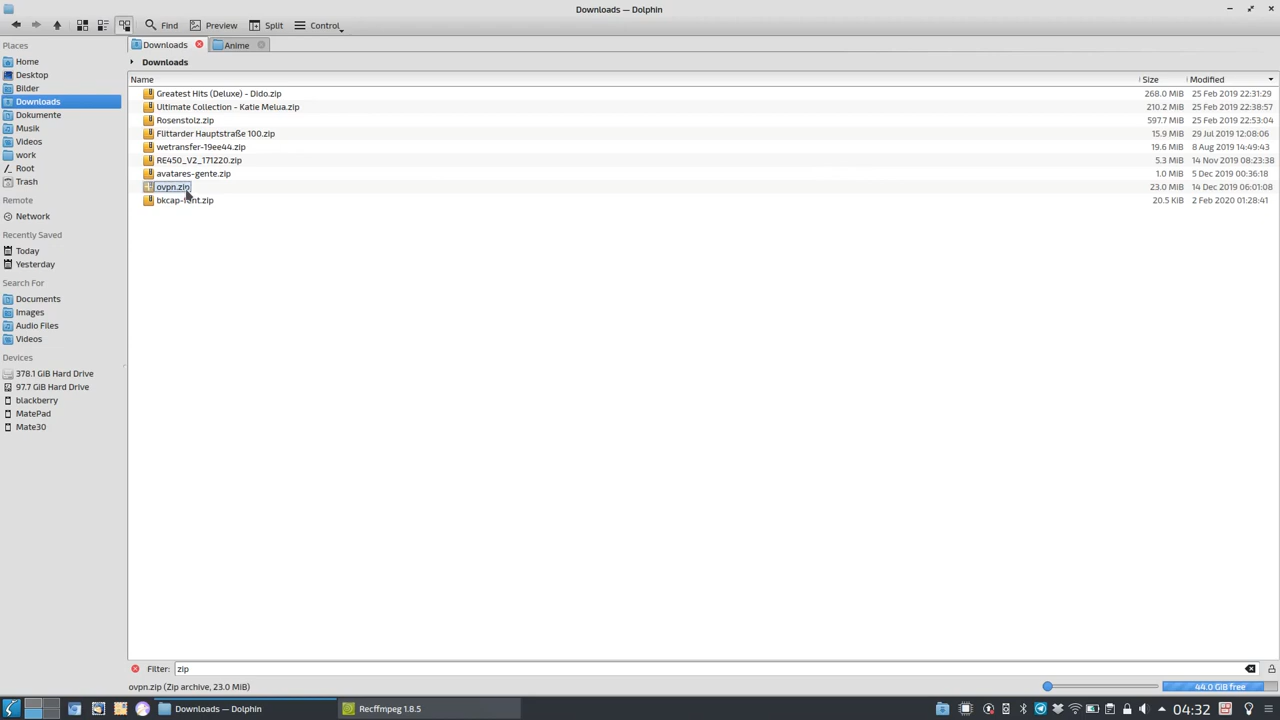 Downloads — Dolphin
Find Preview Split Control
Places
Home
Desktop
Bilder
Downloads
Dokumente
Musik
Videos
work
Root
Trash
Remote
Network
Recently Saved
Today
Yesterday
Search For
Documents
Images
Audio Files
Videos
Devices
378.1 GiB Hard Drive
97.7 GiB Hard Drive
blackberry
MatePad
Mate30
Downloads Anime
Downloads
Name Size Modified
Greatest Hits (Deluxe) - Dido.zip 268.0 MiB 25 Feb 2019 22:31:29
Ultimate Collection - Katie Melua.zip 210.2 MiB 25 Feb 2019 22:38:57
Rosenstolz.zip 597.7 MiB 25 Feb 2019 22:53:04
Flittarder Hauptstraße 100.zip 15.9 MiB 29 Jul 2019 12:08:06
wetransfer-19ee44.zip 19.6 MiB 8 Aug 2019 14:49:43
RE450_V2_171220.zip 5.3 MiB 14 Nov 2019 08:23:38
avatares-gente.zip 1.0 MiB 5 Dec 2019 00:36:18
ovpn.zip 23.0 MiB 14 Dec 2019 06:01:08
bkcap-font.zip 20.5 KiB 2 Feb 2020 01:28:41
Filter: zip
ovpn.zip (Zip archive, 23.0 MiB) 44.0 GiB free
Downloads — Dolphin Recffmpeg 1.8.5 04:32